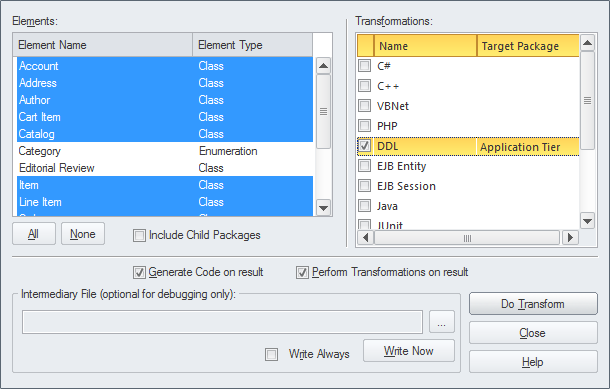 Elements:
Element Name Element Type
Account Class
Address Class
Author Class
Cart Item Class
Catalog Class
Category Enumeration
Editorial Review Class
Item Class
Line Item Class
All None Include Child Packages
Transformations:
Name Target Package
C#
C++
VBNet
PHP
DDL Application Tier
EJB Entity
EJB Session
Java
JUnit
Generate Code on result Perform Transformations on result
Intermediary File (optional for debugging only):
...
Write Always Write Now
Do Transform
Close
Help